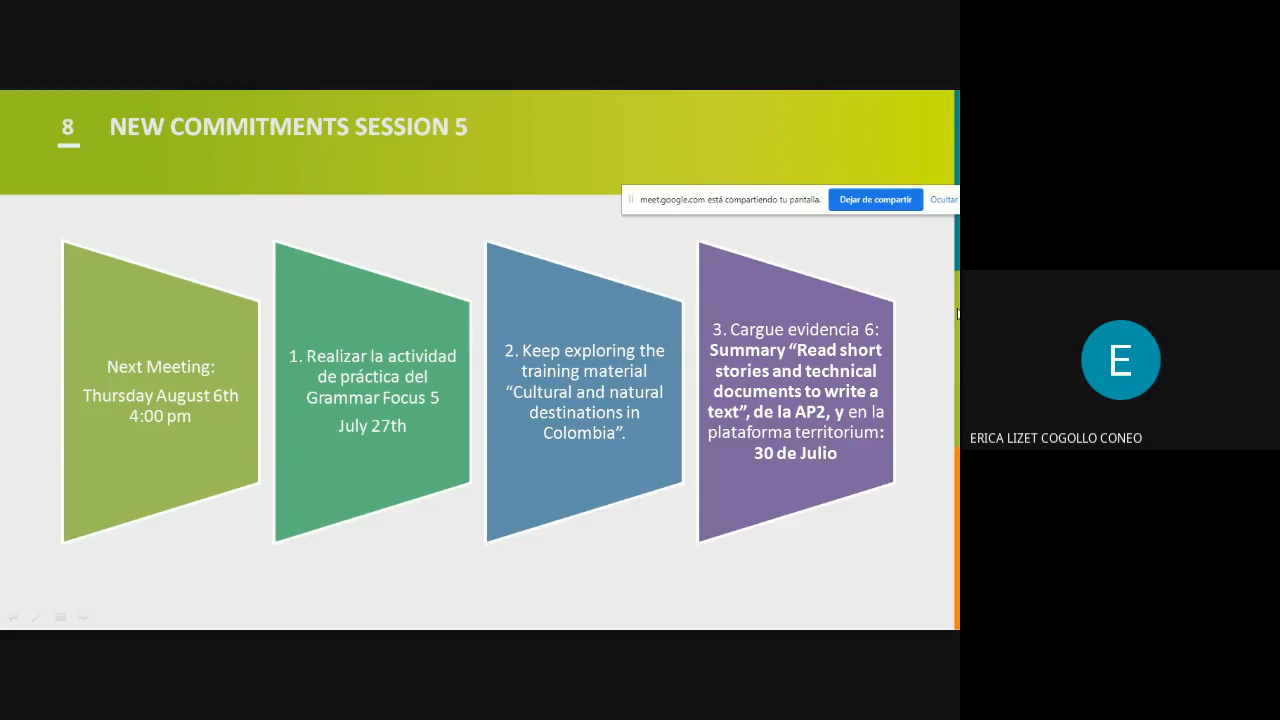 8 NEW COMMITMENTS SESSION 5
meet.google.com está compartiendo tu pantalla.
Dejar de compartir
Ocultar
Next Meeting:
Thursday August 6th
4:00 pm
1. Realizar la actividad
de práctica del
Grammar Focus 5
July 27th
2. Keep exploring the
training material
“Cultural and natural
destinations in
Colombia”.
3. Cargue evidencia 6:
Summary “Read short
stories and technical
documents to write a
text”, de la AP2, y en la
plataforma territorium:
30 de Julio
E
ERICA LIZET COGOLLO CONEO